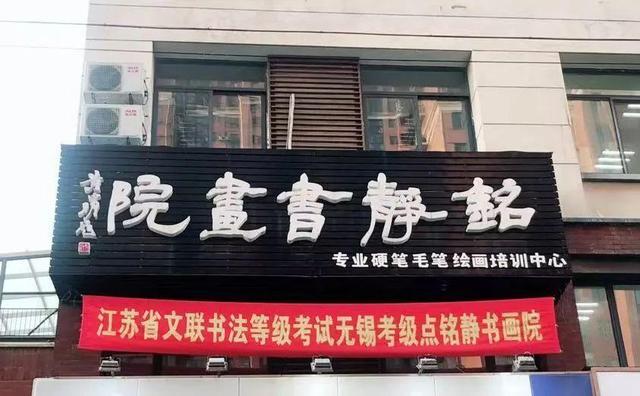 銘靜書畫院
专业硬笔毛笔绘画培训中心
江苏省文联书法等级考试无锡考级点铭静书画院